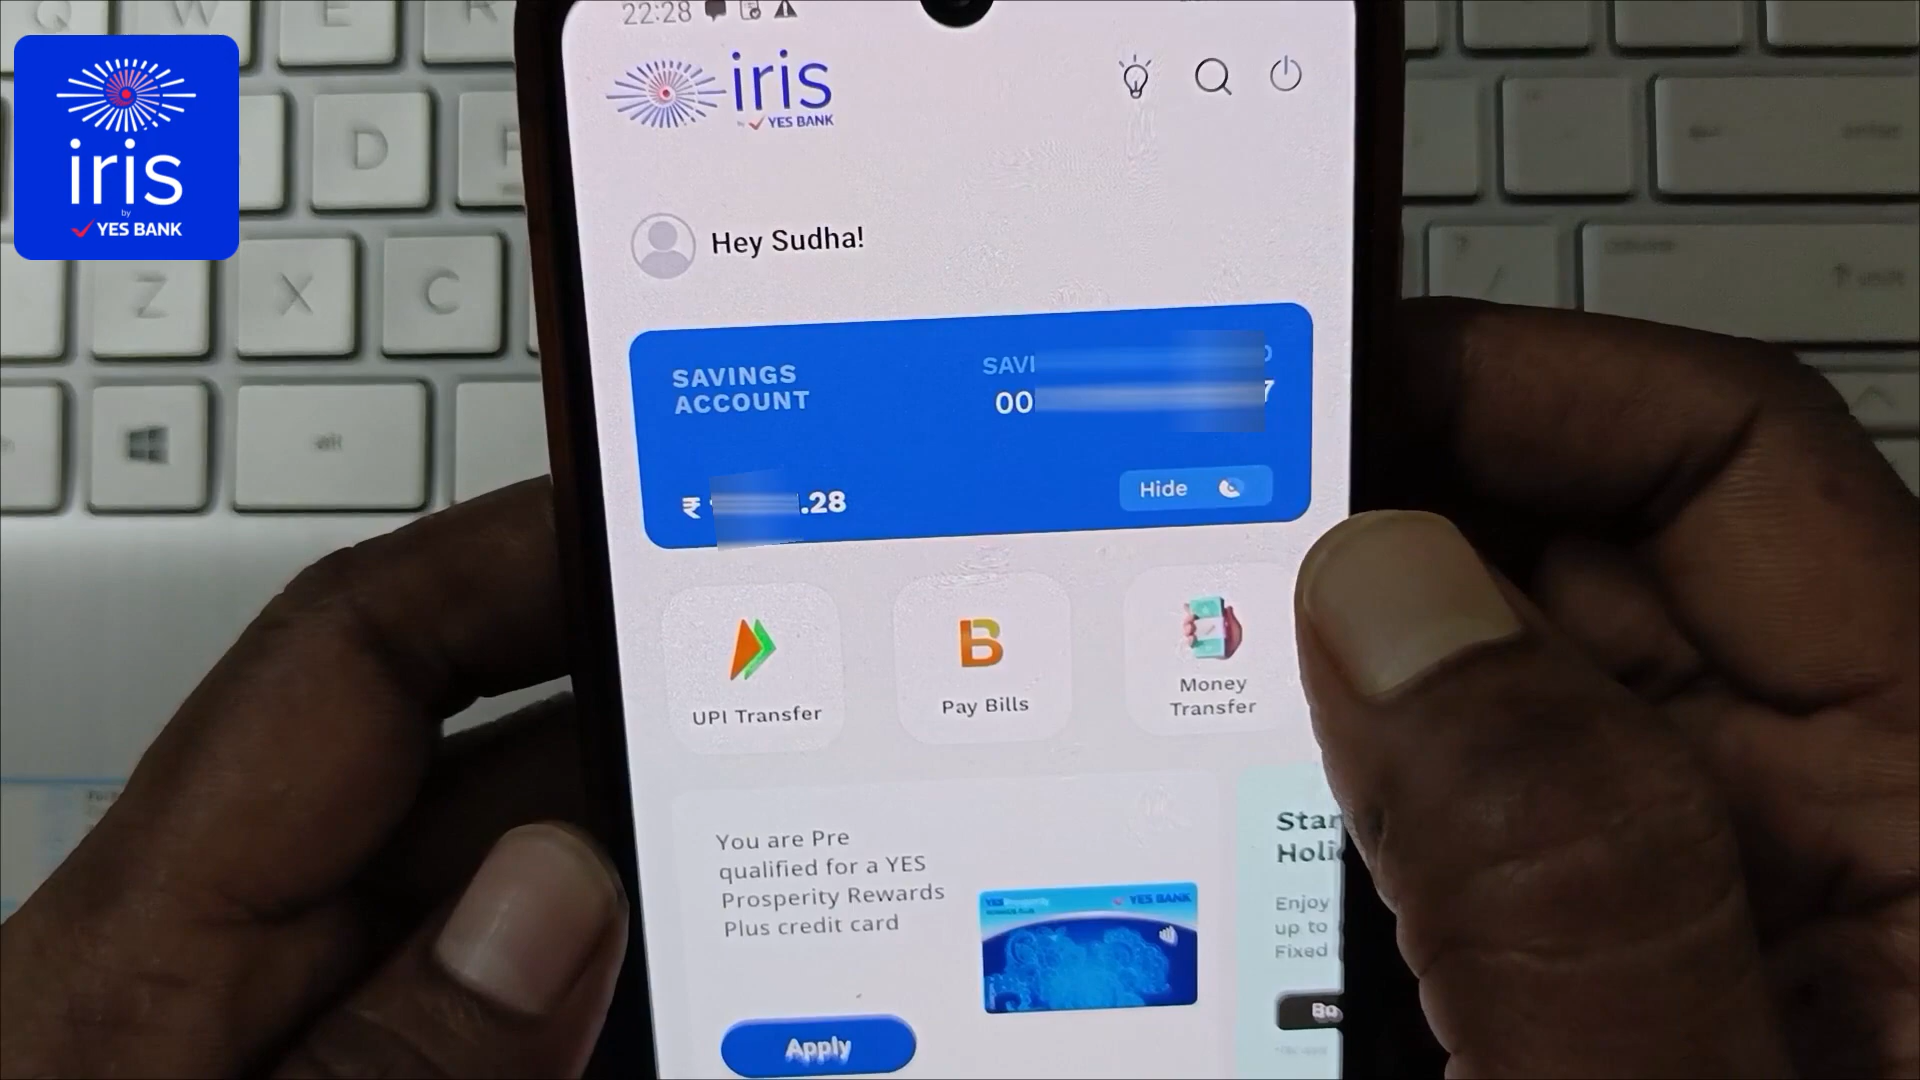 Q W E R
22:28
iris
by YES BANK
iris
by
YES BANK
D
Hey Sudha!
Z X C
SAVINGS
ACCOUNT
SAVI
00 7
₹ .28
Hide
alt
UPI Transfer
Pay Bills
Money
Transfer
You are Pre
qualified for a YES
Prosperity Rewards
Plus credit card
YES BANK
Apply
Enjoy
up to
Fixed